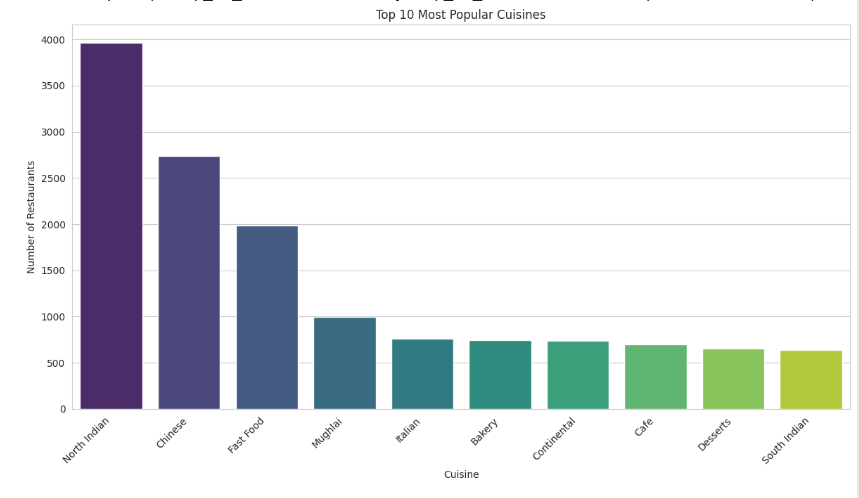 Top 10 Most Popular Cuisines
4000
3500
3000
2500
2000
1500
1000
500
0
Number of Restaurants
North Indian
Chinese
Fast Food
Mughlai
Italian
Bakery
Continental
Cafe
Desserts
South Indian
Cuisine